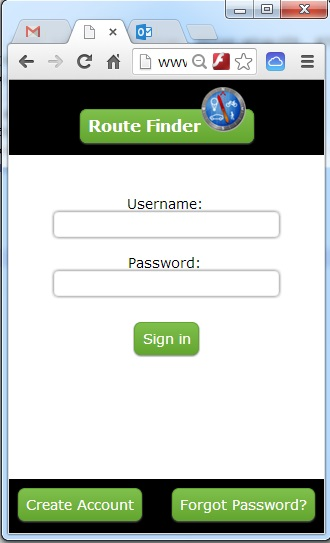 www
Route Finder
Username:
Password:
Sign in
Create Account
Forgot Password?